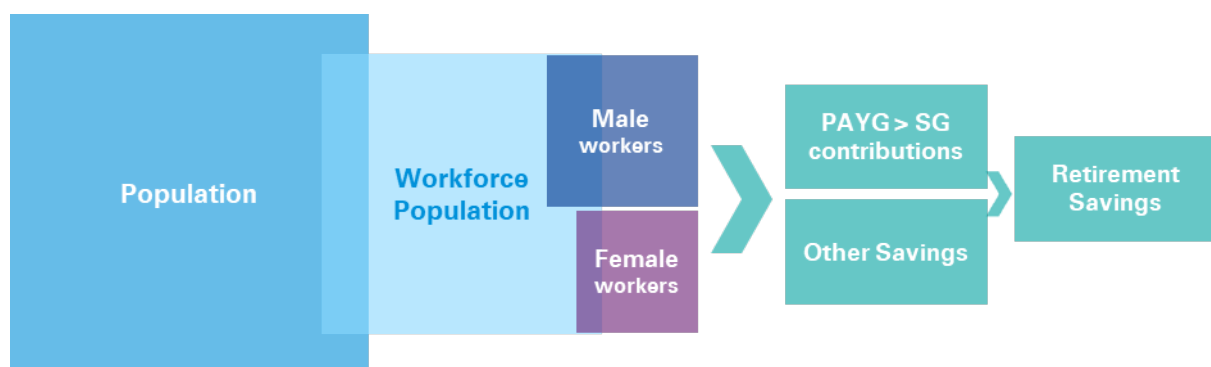 Population
Workforce
Population
Male
workers
Female
workers
PAYG > SG
contributions
Other Savings
Retirement
Savings